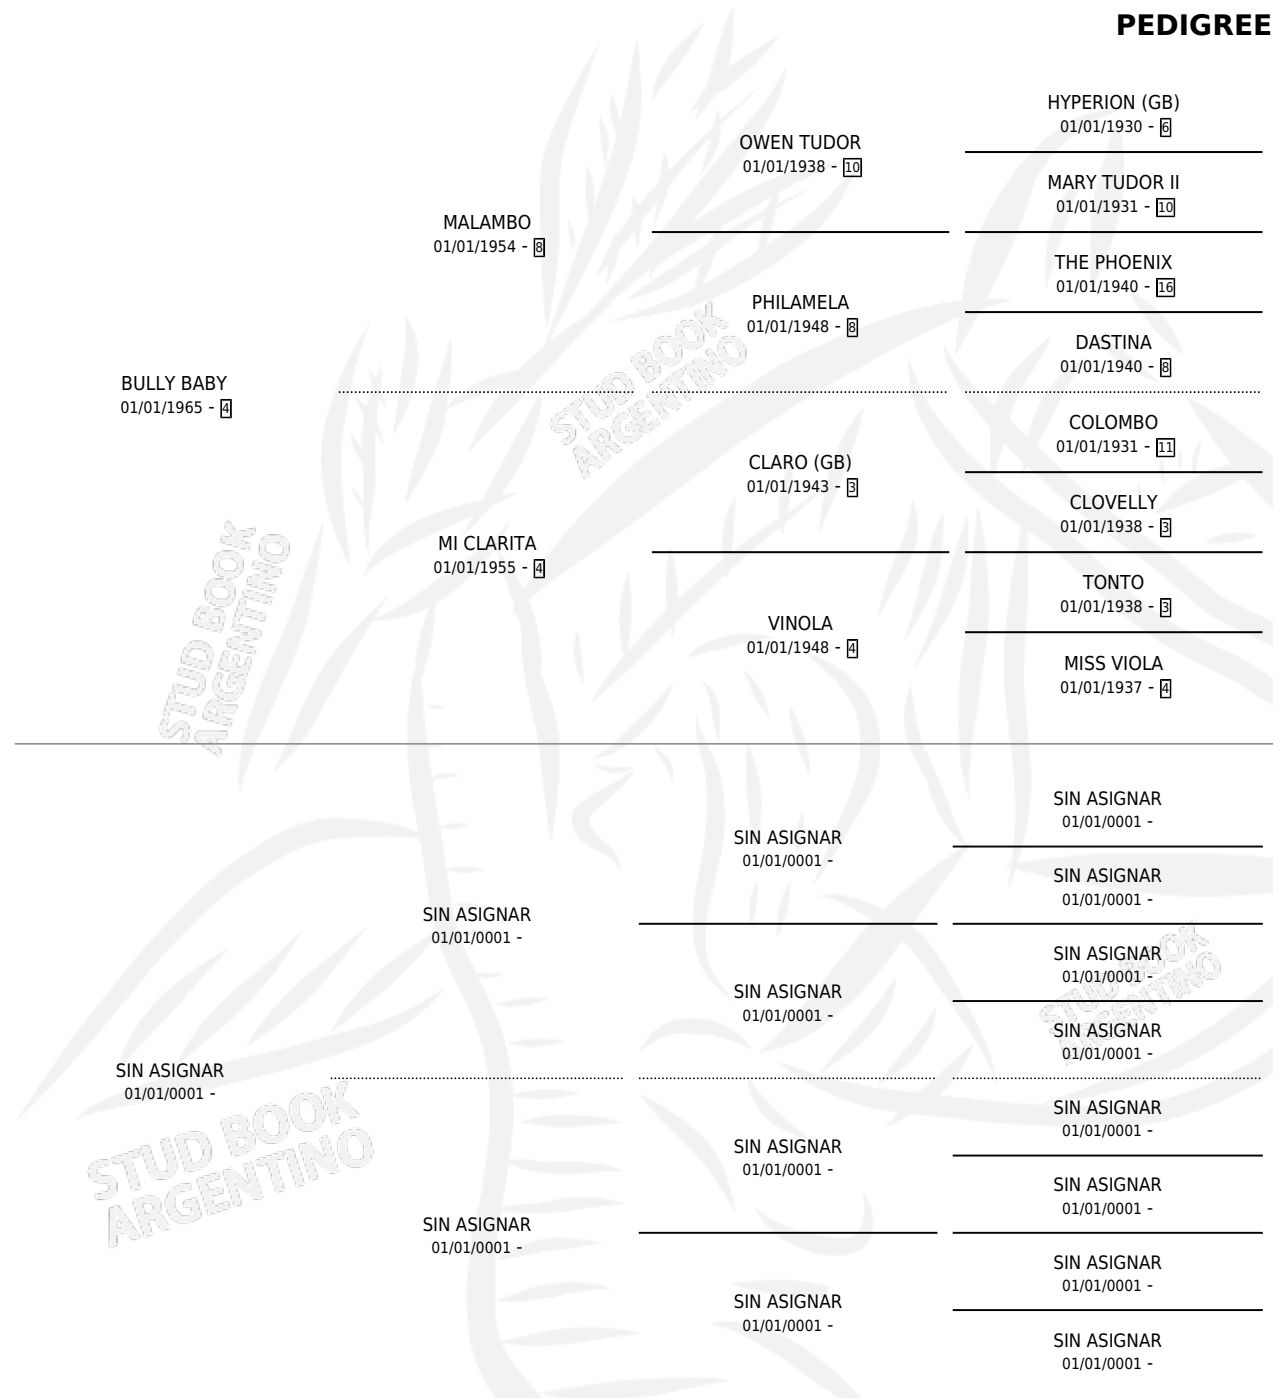 PEDIGREE
HYPERION (GB)
01/01/1930 - 6
OWEN TUDOR
01/01/1938 - 10
MARY TUDOR II
01/01/1931 - 10
MALAMBO
01/01/1954 - 8
THE PHOENIX
01/01/1940 - 16
PHILAMELA
01/01/1948 - 8
DASTINA
01/01/1940 - 8
BULLY BABY
01/01/1965 - 4
STUD BOOK
ARGENTINO
COLOMBO
01/01/1931 - 11
CLARO (GB)
01/01/1943 - 3
CLOVELLY
01/01/1938 - 3
MI CLARITA
01/01/1955 - 4
TONTO
01/01/1938 - 3
VINOLA
01/01/1948 - 4
MISS VIOLA
01/01/1937 - 4
STUD BOOK
ARGENTINO
SIN ASIGNAR
01/01/0001 -
SIN ASIGNAR
01/01/0001 -
SIN ASIGNAR
01/01/0001 -
SIN ASIGNAR
01/01/0001 -
SIN ASIGNAR
01/01/0001 -
SIN ASIGNAR
01/01/0001 -
SIN ASIGNAR
01/01/0001 -
STUD BOOK
ARGENTINO
SIN ASIGNAR
01/01/0001 -
SIN ASIGNAR
01/01/0001 -
SIN ASIGNAR
01/01/0001 -
SIN ASIGNAR
01/01/0001 -
SIN ASIGNAR
01/01/0001 -
SIN ASIGNAR
01/01/0001 -
SIN ASIGNAR
01/01/0001 -
SIN ASIGNAR
01/01/0001 -
STUD BOOK
ARGENTINO